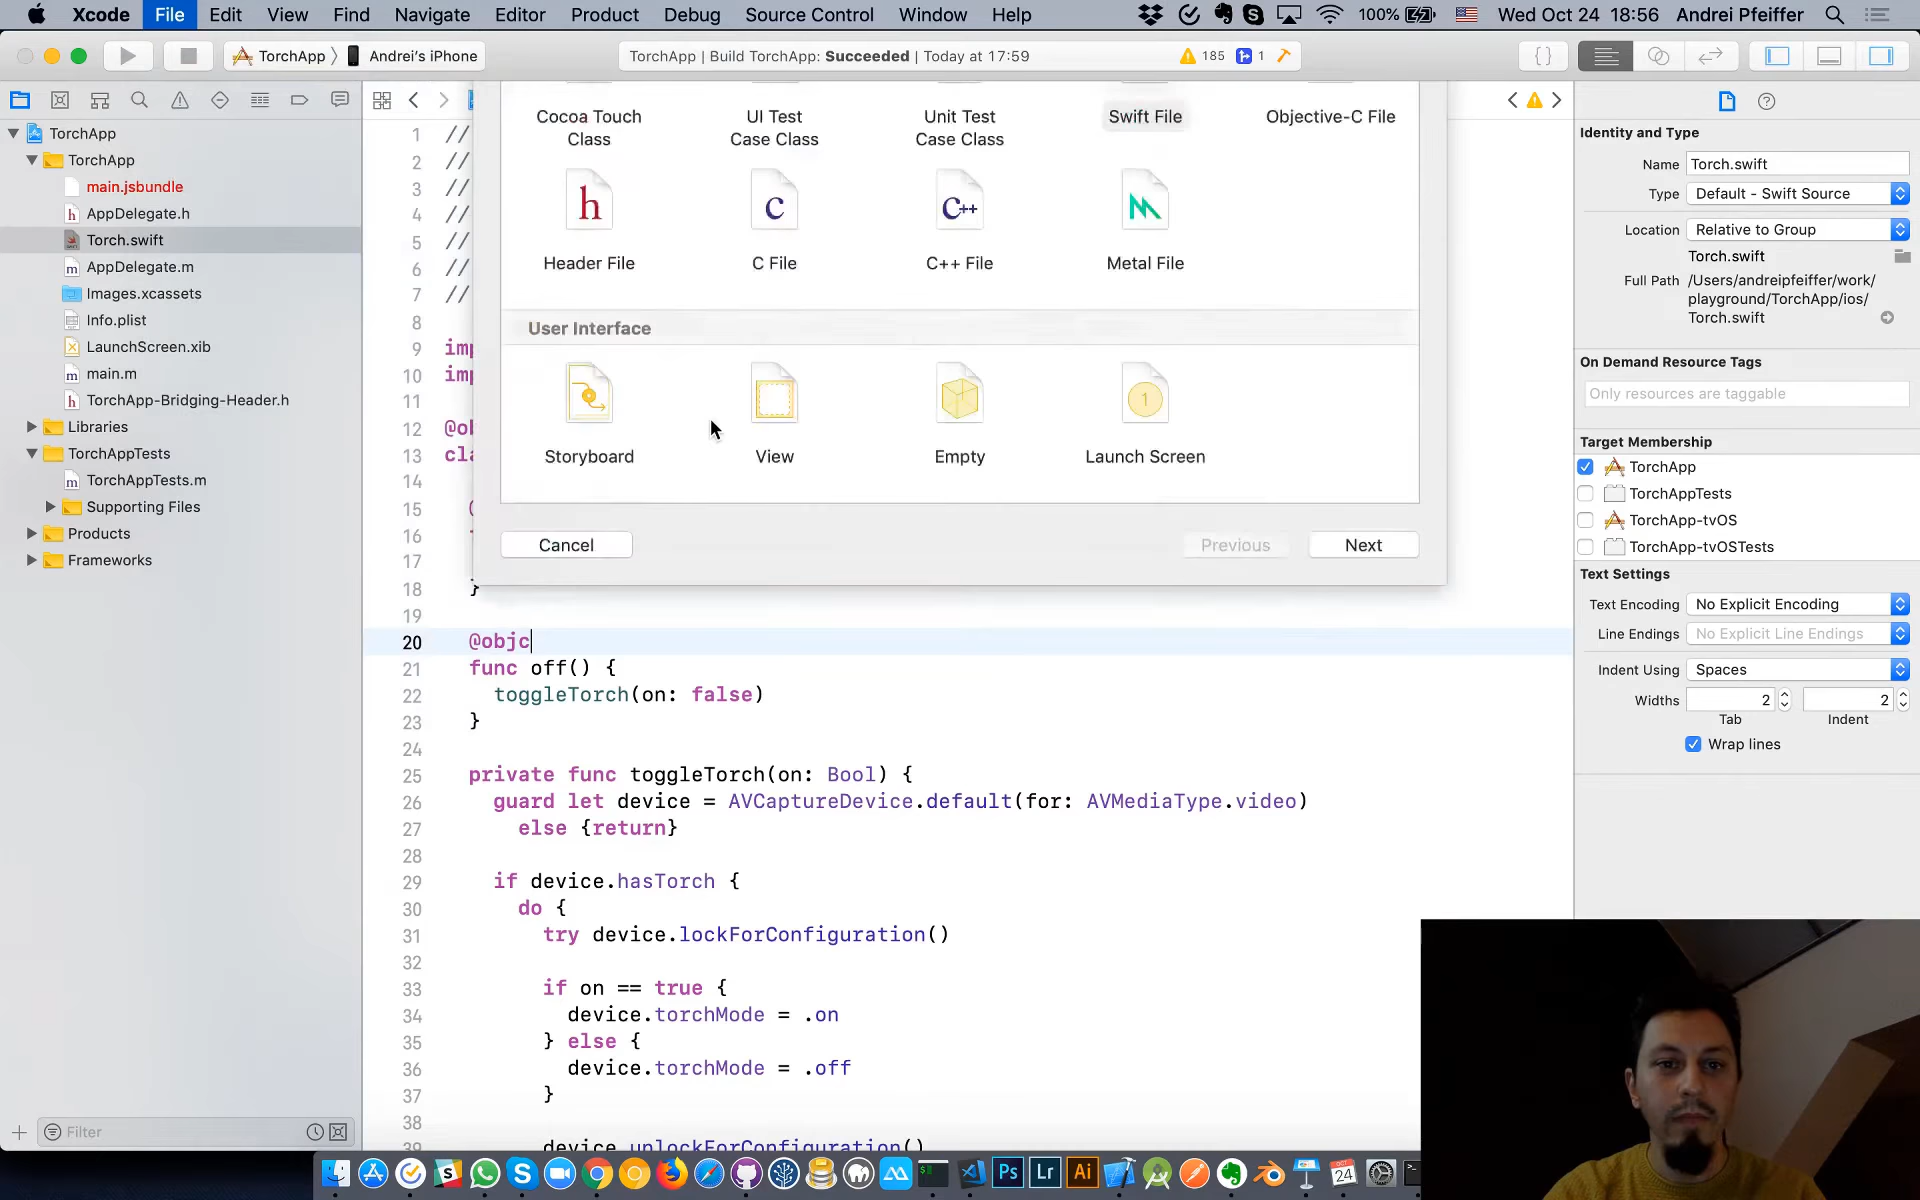 Xcode File Edit View Find Navigate Editor Product Debug Source Control Window Help 100% Wed Oct 24 18:56 Andrei Pfeiffer
TorchApp Andrei's iPhone TorchApp | Build TorchApp: Succeeded | Today at 17:59 185 1 { }
TorchApp
TorchApp
main.jsbundle
AppDelegate.h
Torch.swift
AppDelegate.m
Images.xcassets
Info.plist
LaunchScreen.xib
main.m
TorchApp-Bridging-Header.h
Libraries
TorchAppTests
TorchAppTests.m
Supporting Files
Products
Frameworks
Filter
Cocoa Touch Class
UI Test Case Class
Unit Test Case Class
Swift File
Objective-C File
h
c
c++
Header File
C File
C++ File
Metal File
User Interface
1
Storyboard
View
Empty
Launch Screen
Cancel
Previous
Next
1 //
2 //
3 //
4 //
5 //
6 //
7 //
8
9 imp
10 imp
11
12 @ob
13 cla
14
15
16
17
18 }
19
20 @objc
21 func off() {
22 toggleTorch(on: false)
23 }
24
25 private func toggleTorch(on: Bool) {
26 guard let device = AVCaptureDevice.default(for: AVMediaType.video)
27 else {return}
28
29 if device.hasTorch {
30 do {
31 try device.lockForConfiguration()
32
33 if on == true {
34 device.torchMode = .on
35 } else {
36 device.torchMode = .off
37 }
38
39 device.unlockForConfiguration()
Identity and Type
Name Torch.swift
Type Default - Swift Source
Location Relative to Group
Torch.swift
Full Path /Users/andreipfeiffer/work/
playground/TorchApp/ios/
Torch.swift
On Demand Resource Tags
Only resources are taggable
Target Membership
TorchApp
TorchAppTests
TorchApp-tvOS
TorchApp-tvOSTests
Text Settings
Text Encoding No Explicit Encoding
Line Endings No Explicit Line Endings
Indent Using Spaces
Widths 2 2
Tab Indent
Wrap lines
Ps Lr Ai 24